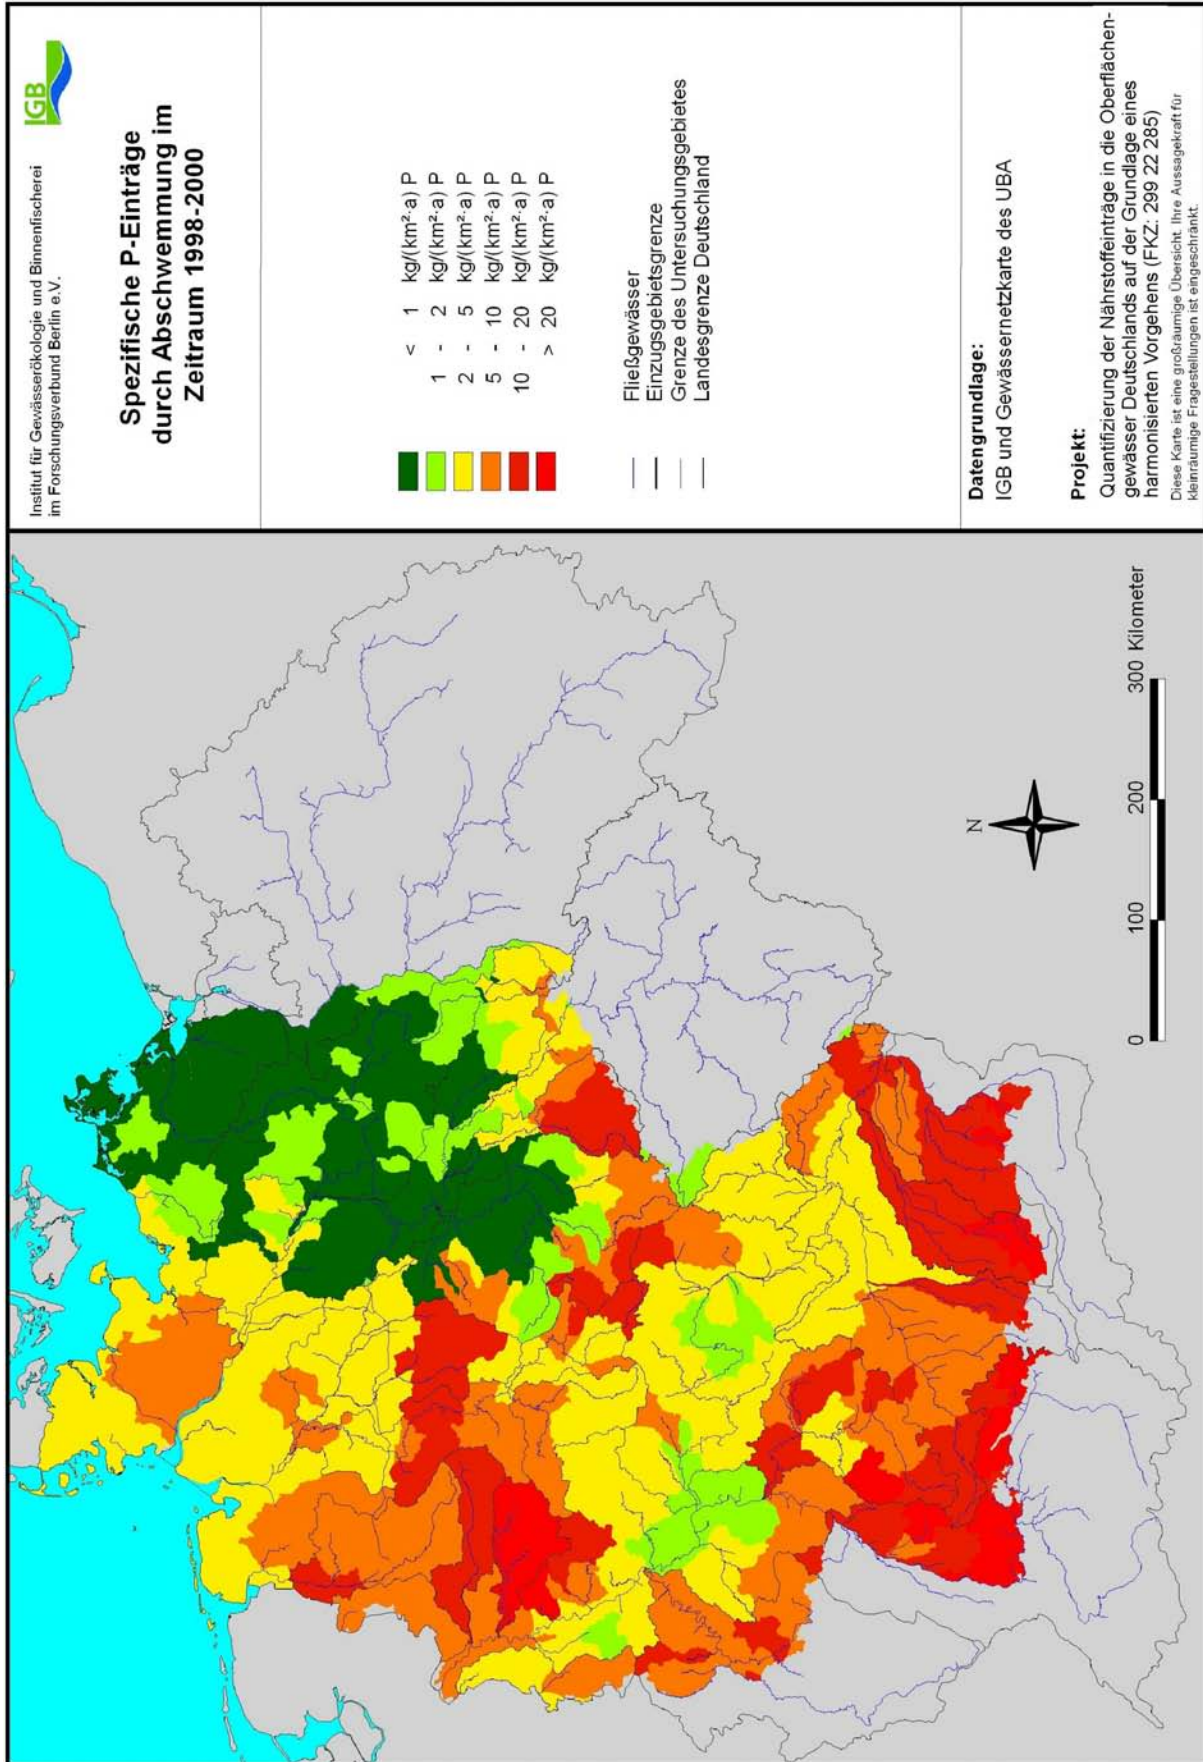 IGB
Institut für Gewässerökologie und Binnenfischerei
im Forschungsverbund Berlin e.V.
Spezifische P-Einträge
durch Abschwemmung im
Zeitraum 1998-2000
< 1 kg/(km²·a) P
1 - 2 kg/(km²·a) P
2 - 5 kg/(km²·a) P
5 - 10 kg/(km²·a) P
10 - 20 kg/(km²·a) P
> 20 kg/(km²·a) P
Fließgewässer
Einzugsgebietsgrenze
Grenze des Untersuchungsgebietes
Landesgrenze Deutschland
Datengrundlage:
IGB und Gewässernetzkarte des UBA
Projekt:
Quantifizierung der Nährstoffeinträge in die Oberflächen-
gewässer Deutschlands auf der Grundlage eines
harmonisierten Vorgehens (FKZ: 299 22 285)
Diese Karte ist eine großräumige Übersicht. Ihre Aussagekraft für
kleinräumige Fragestellungen ist eingeschränkt.
N
0 100 200 300 Kilometer